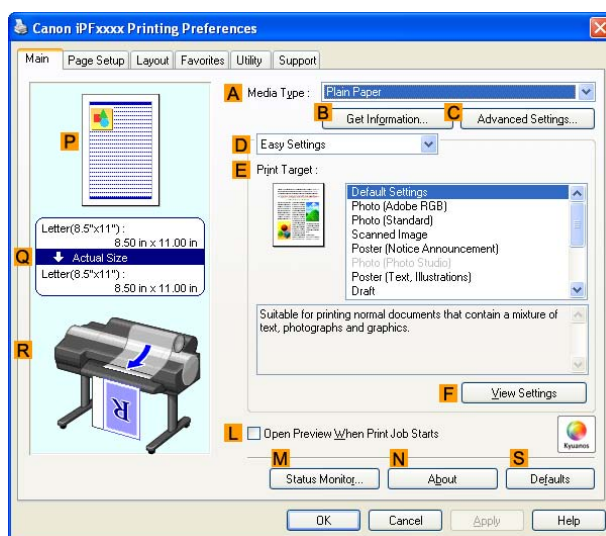 Canon iPFxxxx Printing Preferences
Main Page Setup Layout Favorites Utility Support
A Media Type : Plain Paper
B Get Information... C Advanced Settings...
D Easy Settings
E Print Target :
Default Settings
Photo (Adobe RGB)
Photo (Standard)
Scanned Image
Poster (Notice Announcement)
Photo (Photo Studio)
Poster (Text, Illustrations)
Draft
Suitable for printing normal documents that contain a mixture of
text, photographs and graphics.
F View Settings
P
Letter(8.5"x11") :
8.50 in x 11.00 in
Q Actual Size
Letter(8.5"x11") :
8.50 in x 11.00 in
R
R
L Open Preview When Print Job Starts
Kyuanos
M Status Monitor... N About S Defaults
OK Cancel Apply Help